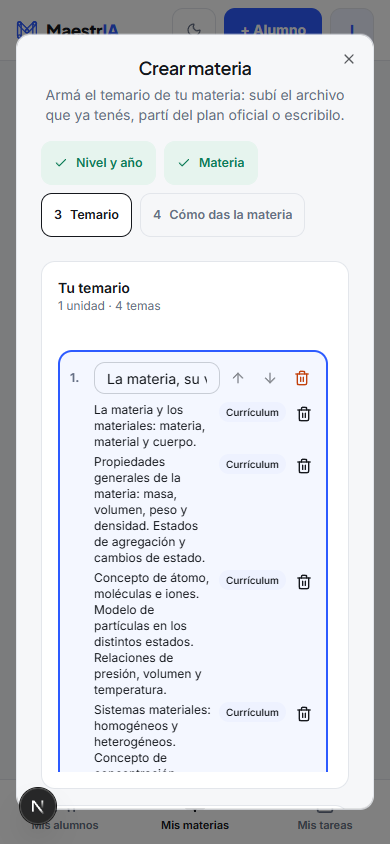 MaestrIA
+ Alumno
Crear materia
Armá el temario de tu materia: subí el archivo
que ya tenés, partí del plan oficial o escribilo.
Nivel y año
Materia
3 Temario
4 Cómo das la materia
Tu temario
1 unidad · 4 temas
1.
La materia, su v
La materia y los
materiales: materia,
material y cuerpo.
Currículum
Propiedades
generales de la
materia: masa,
volumen, peso y
densidad. Estados
de agregación y
cambios de estado.
Currículum
Concepto de átomo,
moléculas e iones.
Modelo de
partículas en los
distintos estados.
Relaciones de
presión, volumen y
temperatura.
Currículum
Sistemas materiales:
homogéneos y
heterogéneos.
Concepto de
Currículum
N
Mis alumnos
Mis materias
Mis tareas